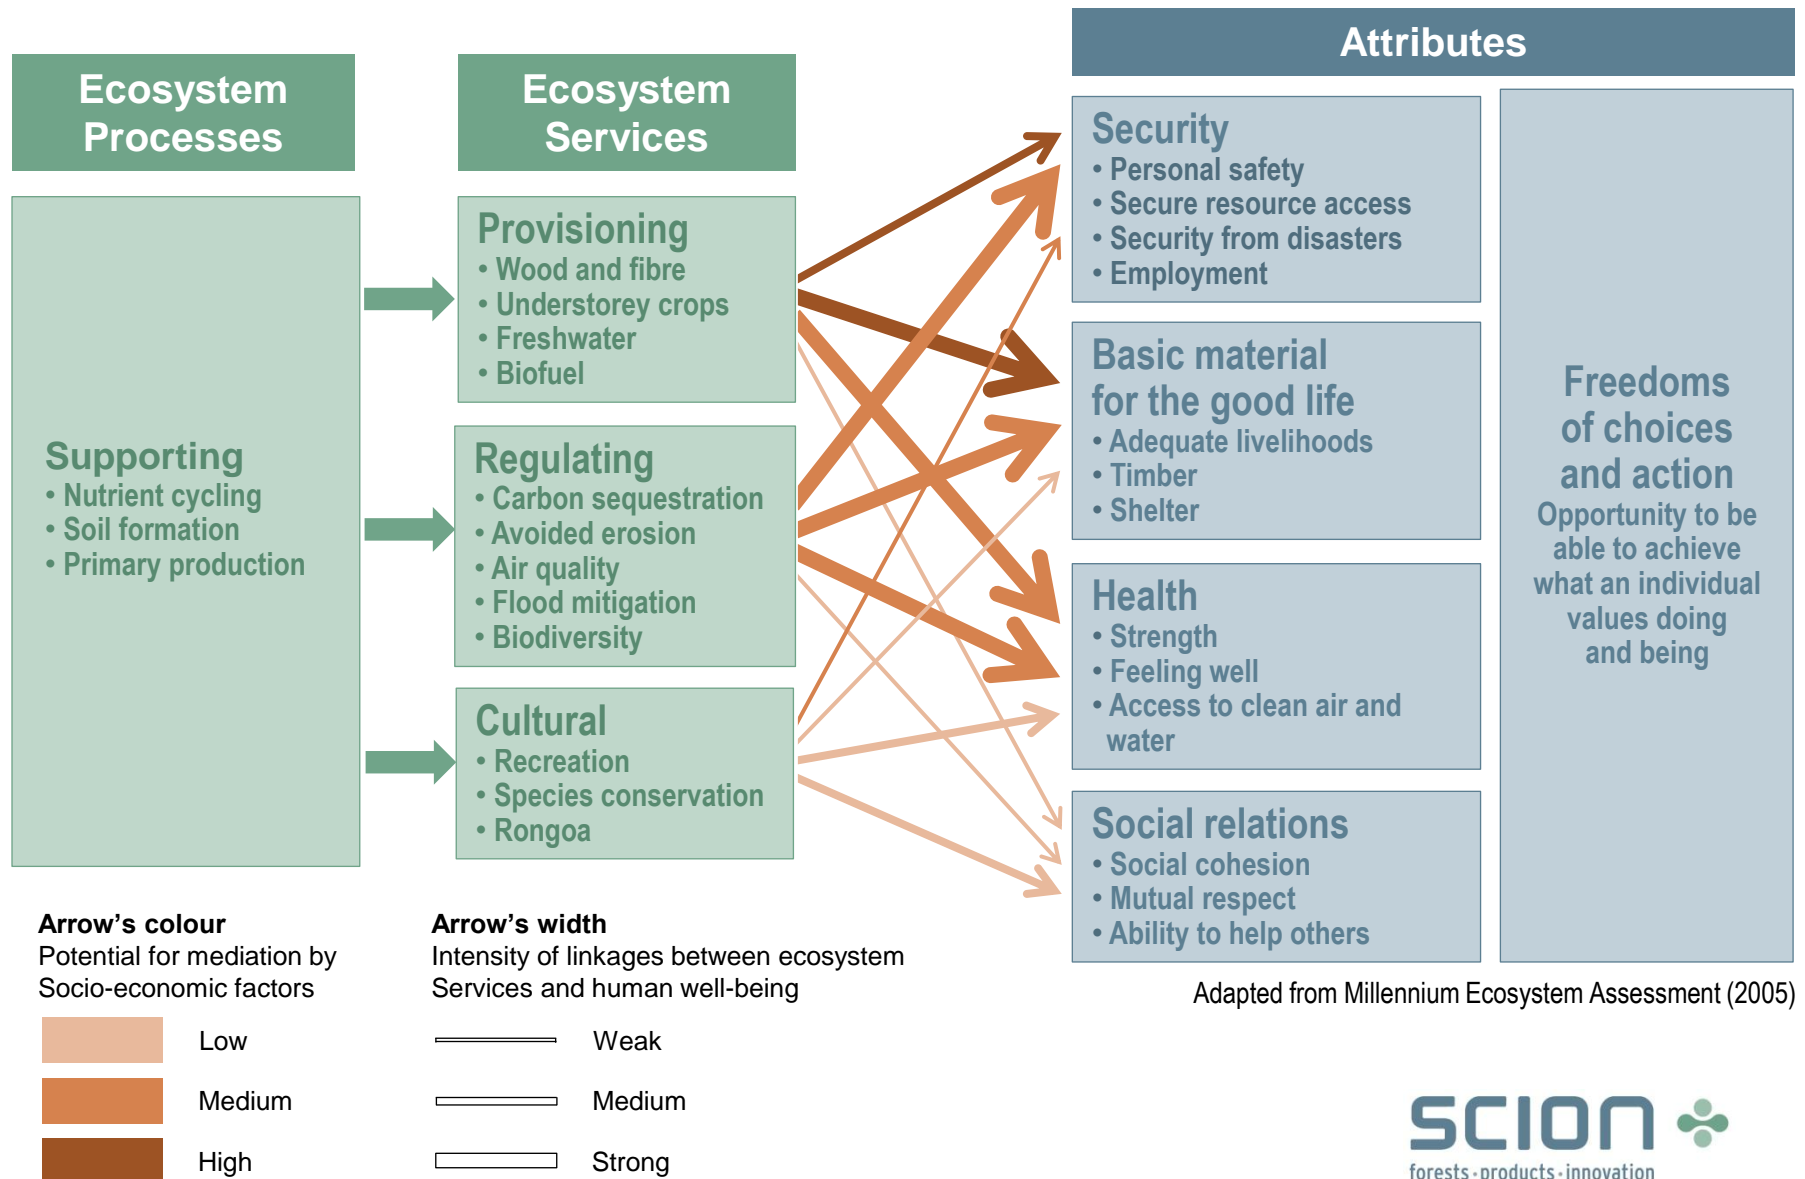 Ecosystem
Processes
Supporting
• Nutrient cycling
• Soil formation
• Primary production
Ecosystem
Services
Provisioning
• Wood and fibre
• Understorey crops
• Freshwater
• Biofuel
Regulating
• Carbon sequestration
• Avoided erosion
• Air quality
• Flood mitigation
• Biodiversity
Cultural
• Recreation
• Species conservation
• Rongoa
Attributes
Security
• Personal safety
• Secure resource access
• Security from disasters
• Employment
Basic material
for the good life
• Adequate livelihoods
• Timber
• Shelter
Health
• Strength
• Feeling well
• Access to clean air and
water
Social relations
• Social cohesion
• Mutual respect
• Ability to help others
Freedoms
of choices
and action
Opportunity to be
able to achieve
what an individual
values doing
and being
Adapted from Millennium Ecosystem Assessment (2005)
Arrow's colour
Potential for mediation by
Socio-economic factors
Low
Medium
High
Arrow's width
Intensity of linkages between ecosystem
Services and human well-being
Weak
Medium
Strong
SCION
forests · products · innovation